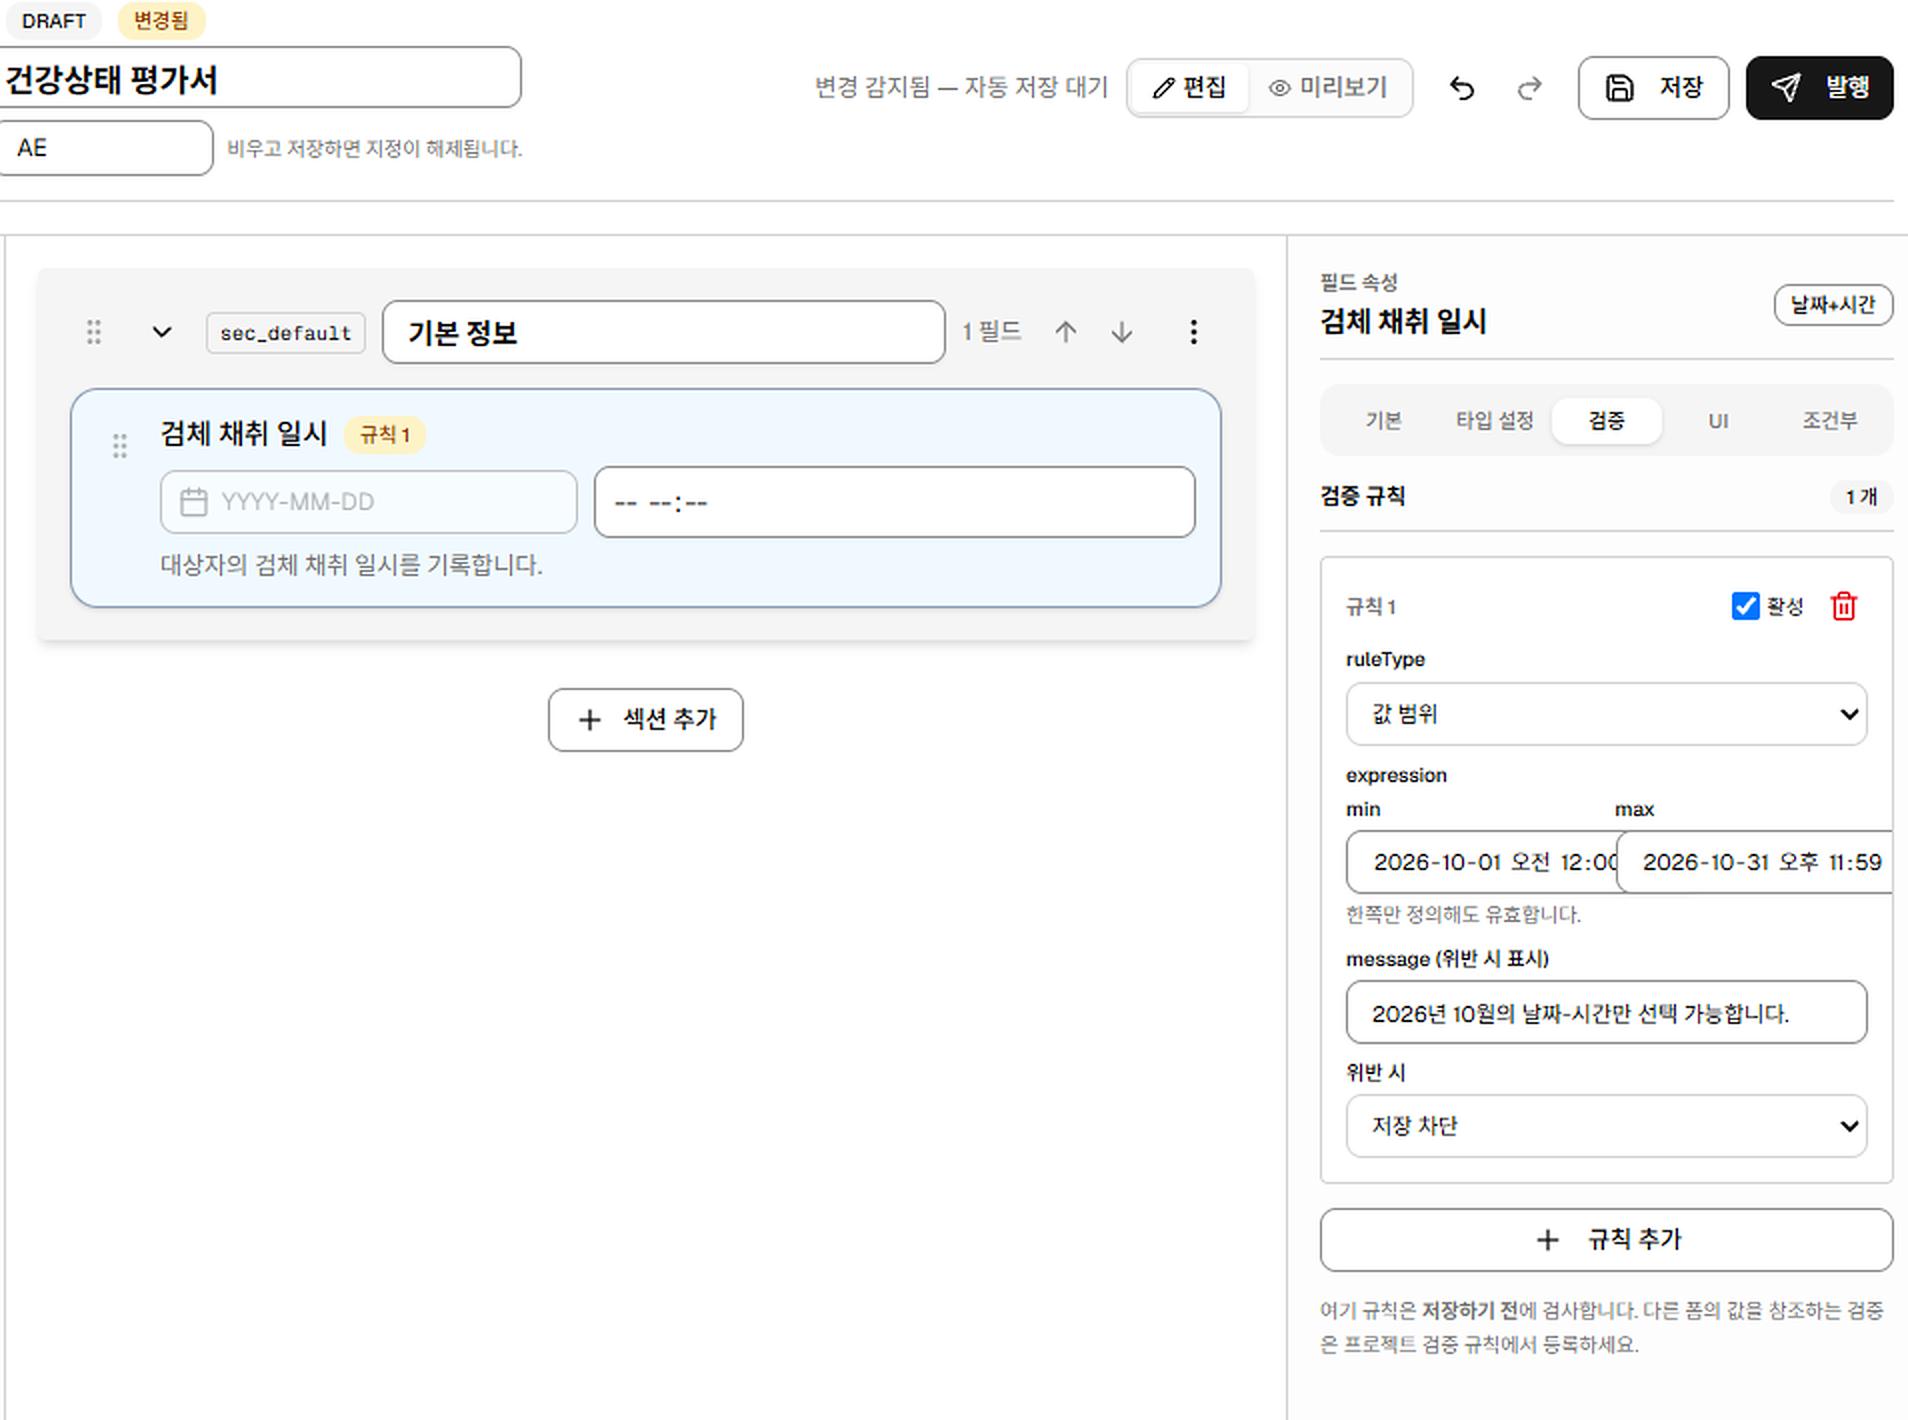 DRAFT 변경됨
건강상태 평가서
변경 감지됨 — 자동 저장 대기 편집 미리보기 저장 발행
AE 비우고 저장하면 지정이 해제됩니다.
sec_default 기본 정보 1 필드
검체 채취 일시 규칙 1
YYYY-MM-DD -- --:--
대상자의 검체 채취 일시를 기록합니다.
섹션 추가
필드 속성
검체 채취 일시 날짜+시간
기본 타입 설정 검증 UI 조건부
검증 규칙 1 개
규칙 1 활성
ruleType
값 범위
expression
min max
2026-10-01 오전 12:00 2026-10-31 오후 11:59
한쪽만 정의해도 유효합니다.
message (위반 시 표시)
2026년 10월의 날짜-시간만 선택 가능합니다.
위반 시
저장 차단
규칙 추가
여기 규칙은 저장하기 전에 검사합니다. 다른 폼의 값을 참조하는 검증
은 프로젝트 검증 규칙에서 등록하세요.